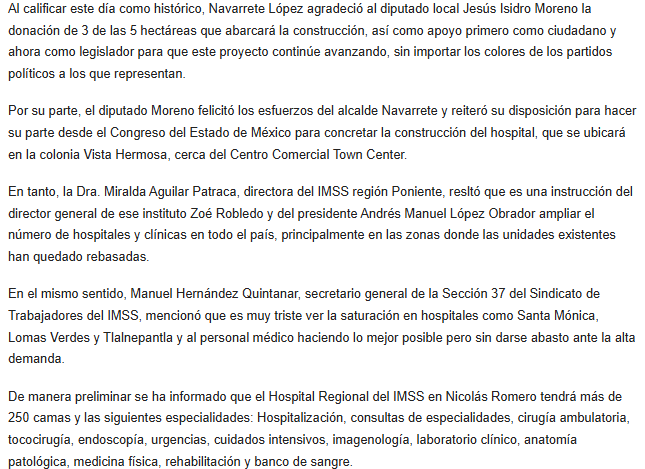 Al calificar este día como histórico, Navarrete López agradeció al diputado local Jesús Isidro Moreno la
donación de 3 de las 5 hectáreas que abarcará la construcción, así como apoyo primero como ciudadano y
ahora como legislador para que este proyecto continúe avanzando, sin importar los colores de los partidos
políticos a los que representan.
Por su parte, el diputado Moreno felicitó los esfuerzos del alcalde Navarrete y reiteró su disposición para hacer
su parte desde el Congreso del Estado de México para concretar la construcción del hospital, que se ubicará
en la colonia Vista Hermosa, cerca del Centro Comercial Town Center.
En tanto, la Dra. Miralda Aguilar Patraca, directora del IMSS región Poniente, resltó que es una instrucción del
director general de ese instituto Zoé Robledo y del presidente Andrés Manuel López Obrador ampliar el
número de hospitales y clínicas en todo el país, principalmente en las zonas donde las unidades existentes
han quedado rebasadas.
En el mismo sentido, Manuel Hernández Quintanar, secretario general de la Sección 37 del Sindicato de
Trabajadores del IMSS, mencionó que es muy triste ver la saturación en hospitales como Santa Mónica,
Lomas Verdes y Tlalnepantla y al personal médico haciendo lo mejor posible pero sin darse abasto ante la alta
demanda.
De manera preliminar se ha informado que el Hospital Regional del IMSS en Nicolás Romero tendrá más de
250 camas y las siguientes especialidades: Hospitalización, consultas de especialidades, cirugía ambulatoria,
tococirugía, endoscopía, urgencias, cuidados intensivos, imagenología, laboratorio clínico, anatomía
patológica, medicina física, rehabilitación y banco de sangre.